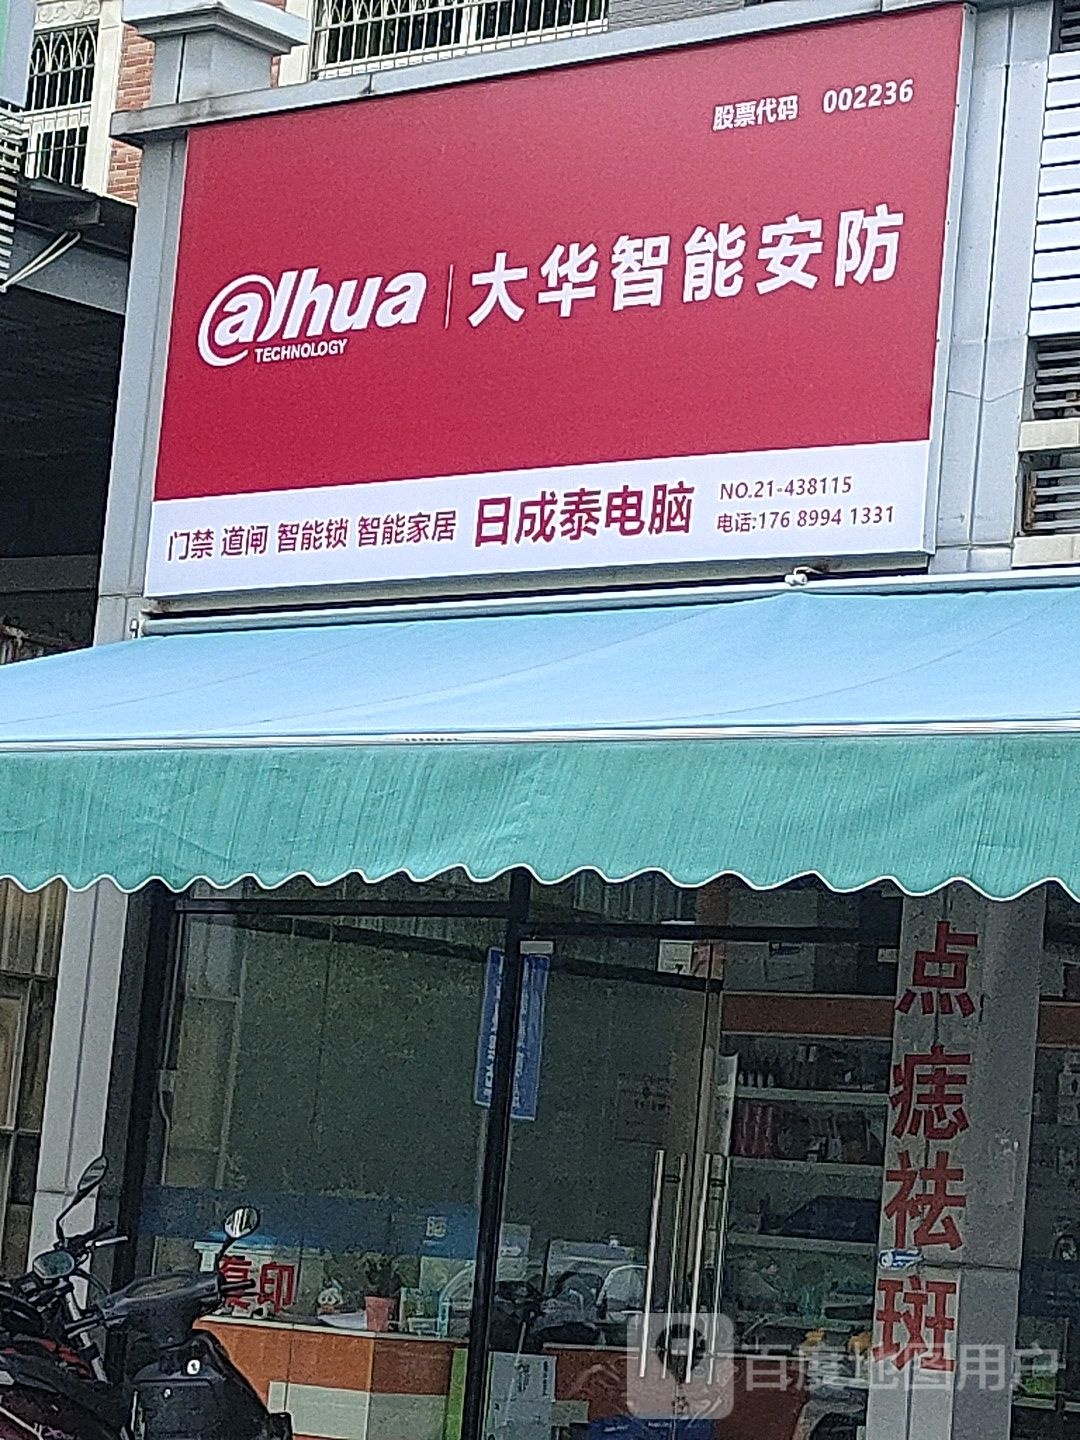 股票代码 002236
alhua TECHNOLOGY
大华智能安防
门禁 道闸 智能锁 智能家居 日成泰电脑
NO.21-438115
电话:176 8994 1331
点痣祛斑
复印
百度地图用户